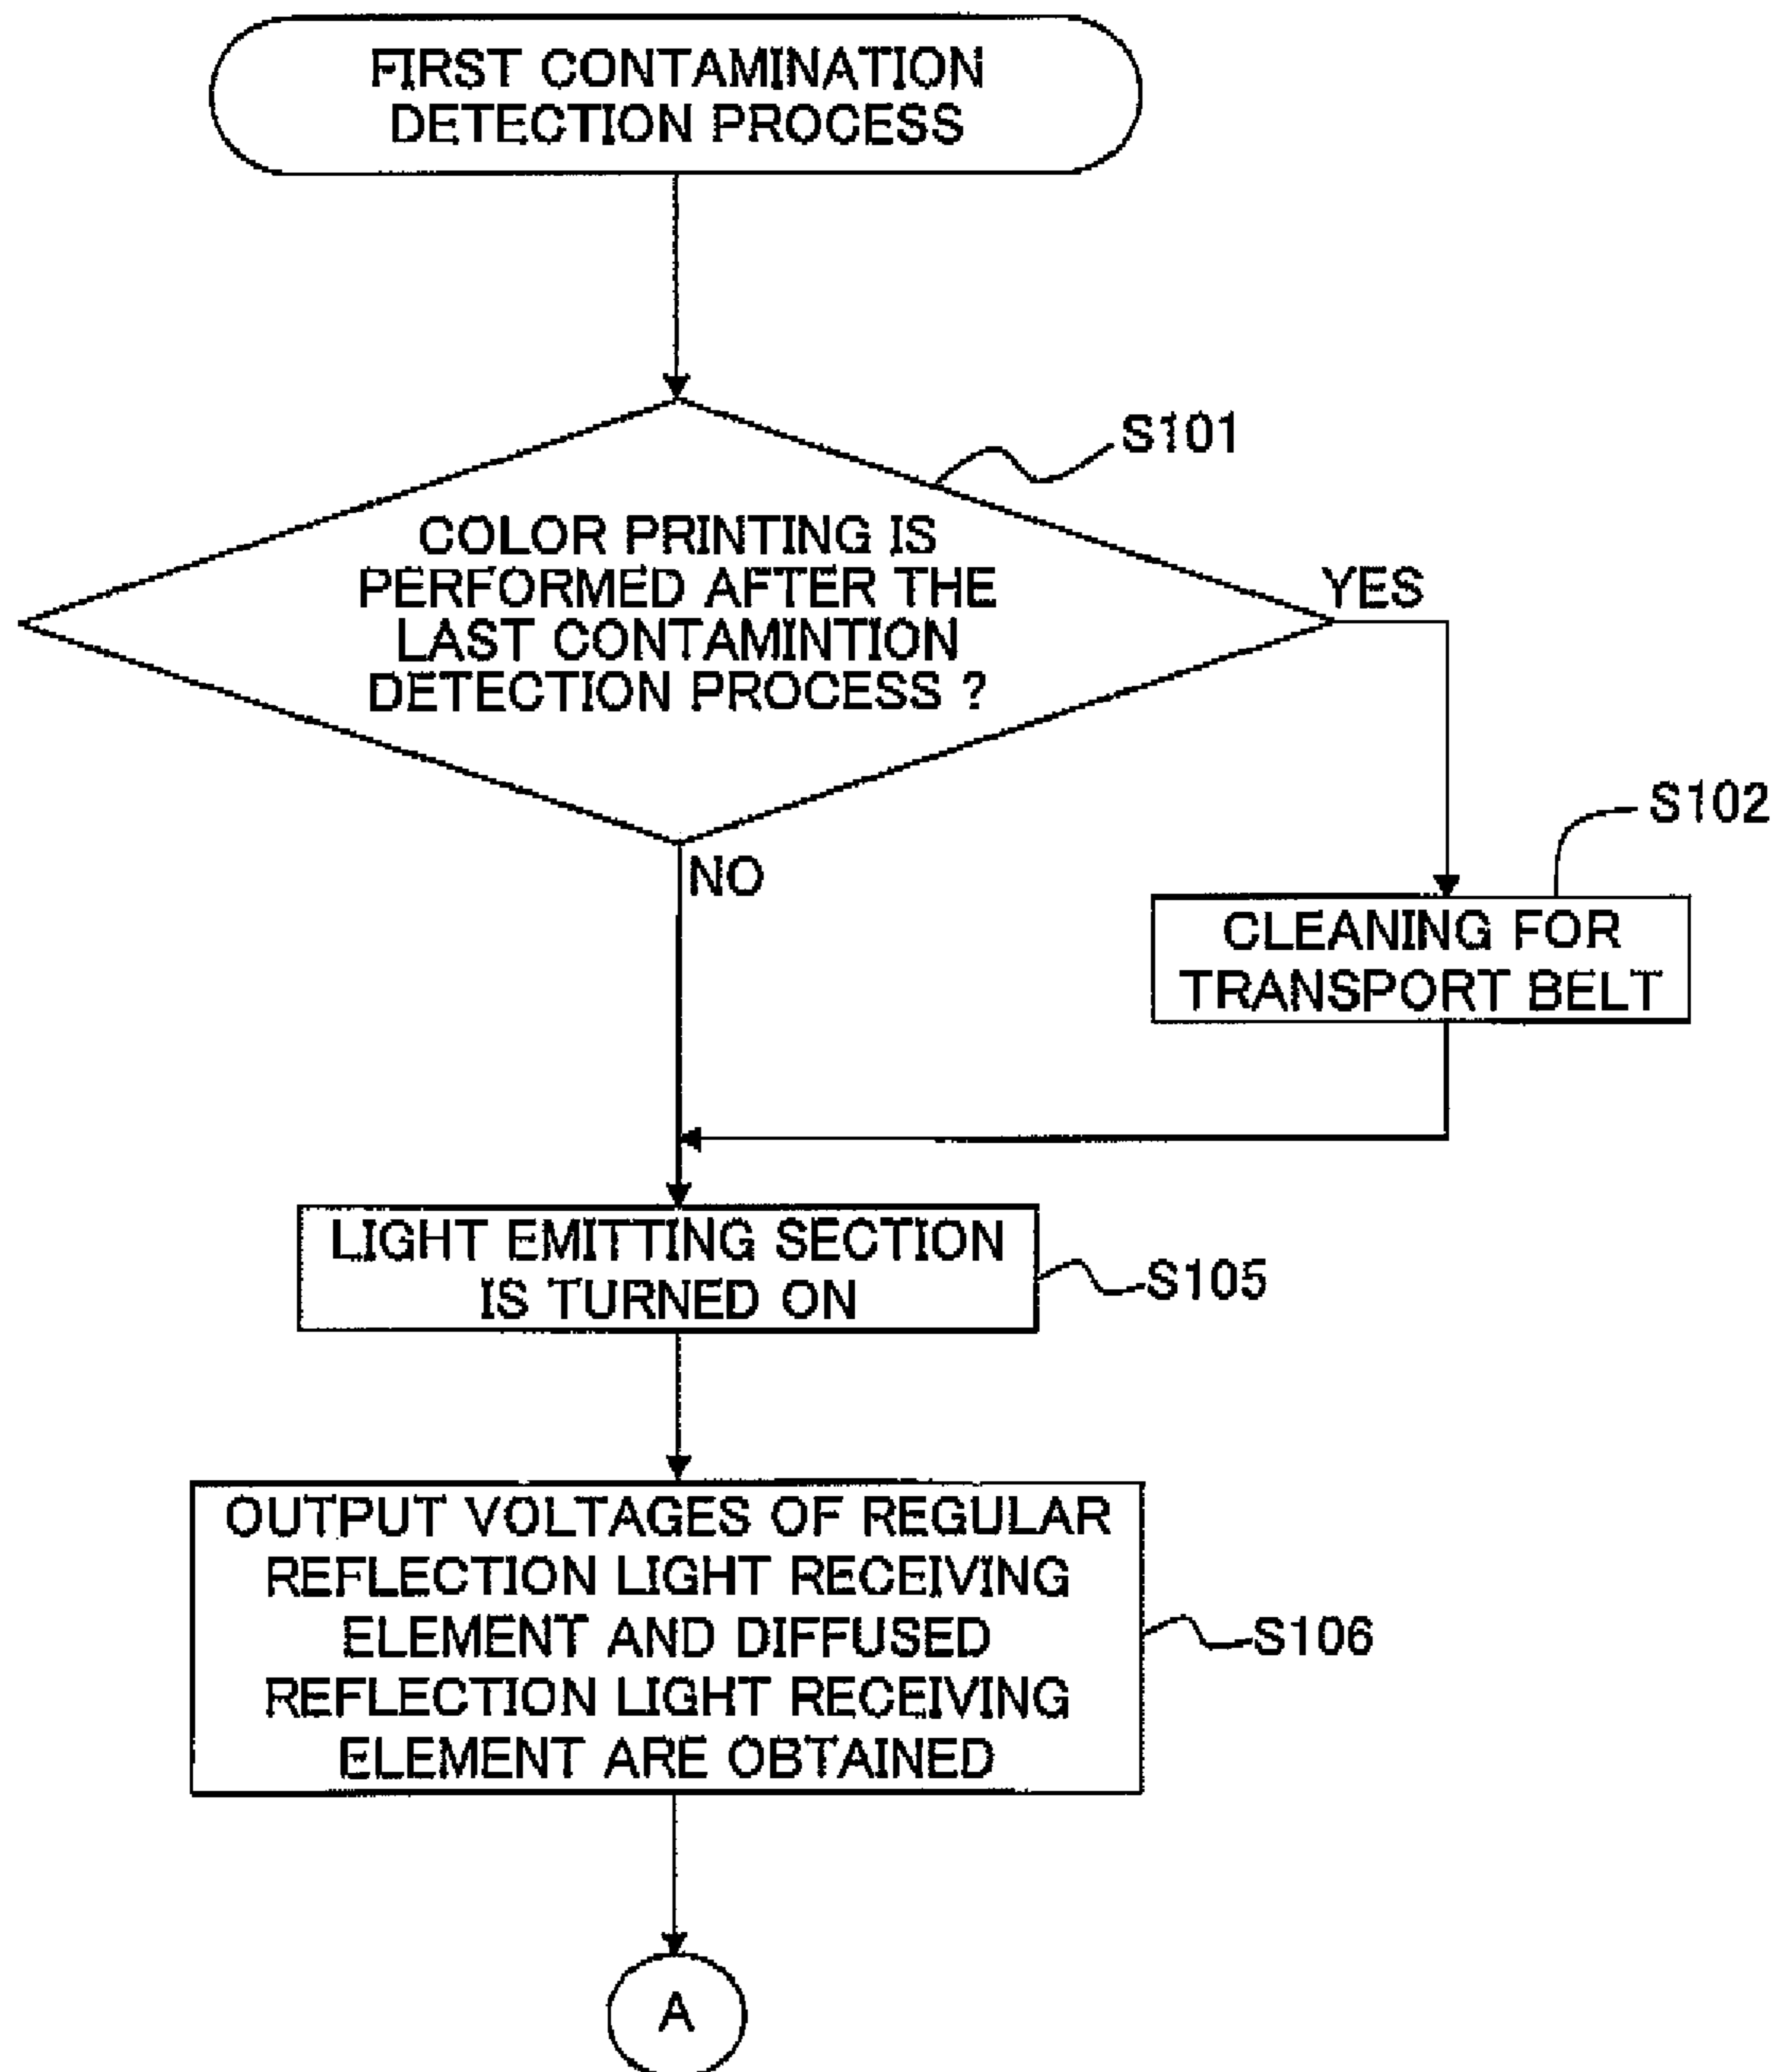 FIRST CONTAMINATION
DETECTION PROCESS
S101
COLOR PRINTING IS
PERFORMED AFTER THE
LAST CONTAMINTION
DETECTION PROCESS ?
YES
NO
S102
CLEANING FOR
TRANSPORT BELT
LIGHT EMITTING SECTION
IS TURNED ON
S105
OUTPUT VOLTAGES OF REGULAR
REFLECTION LIGHT RECEIVING
ELEMENT AND DIFFUSED
REFLECTION LIGHT RECEIVING
ELEMENT ARE OBTAINED
S106
A